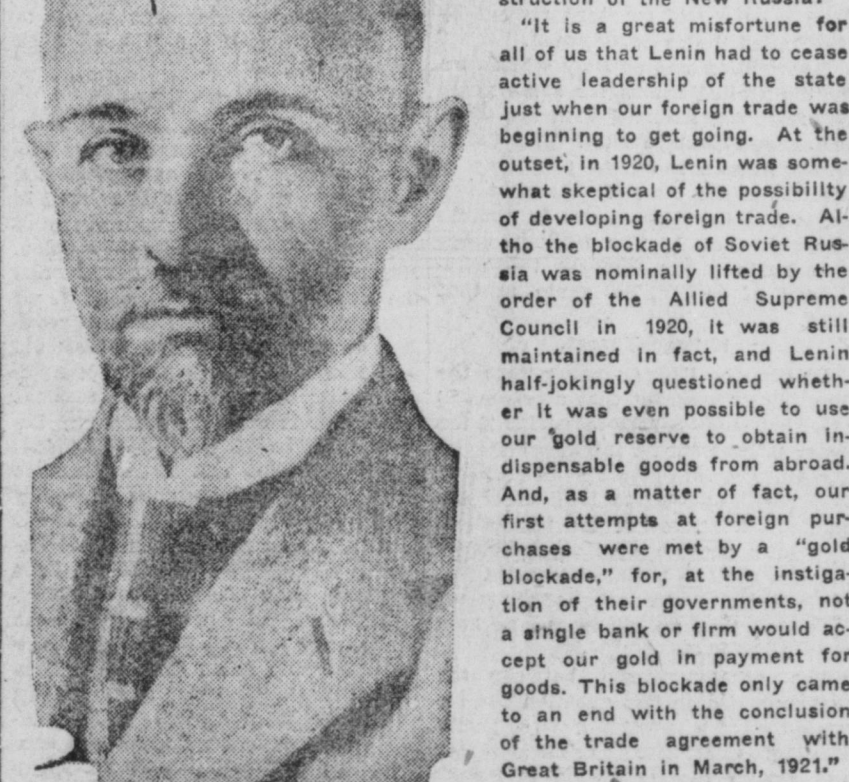 struction of the New Russia?
"It is a great misfortune for
all of us that Lenin had to cease
active leadership of the state
just when our foreign trade was
beginning to get going. At the
outset, in 1920, Lenin was some-
what skeptical of the possibility
of developing foreign trade. Al-
tho the blockade of Soviet Rus-
sia was nominally lifted by the
order of the Allied Supreme
Council in 1920, it was still
maintained in fact, and Lenin
half-jokingly questioned wheth-
er it was even possible to use
our gold reserve to obtain in-
dispensable goods from abroad.
And, as a matter of fact, our
first attempts at foreign pur-
chases were met by a "gold
blockade," for, at the instiga-
tion of their governments, not
a single bank or firm would ac-
cept our gold in payment for
goods. This blockade only came
to an end with the conclusion
of the trade agreement with
Great Britain in March, 1921."